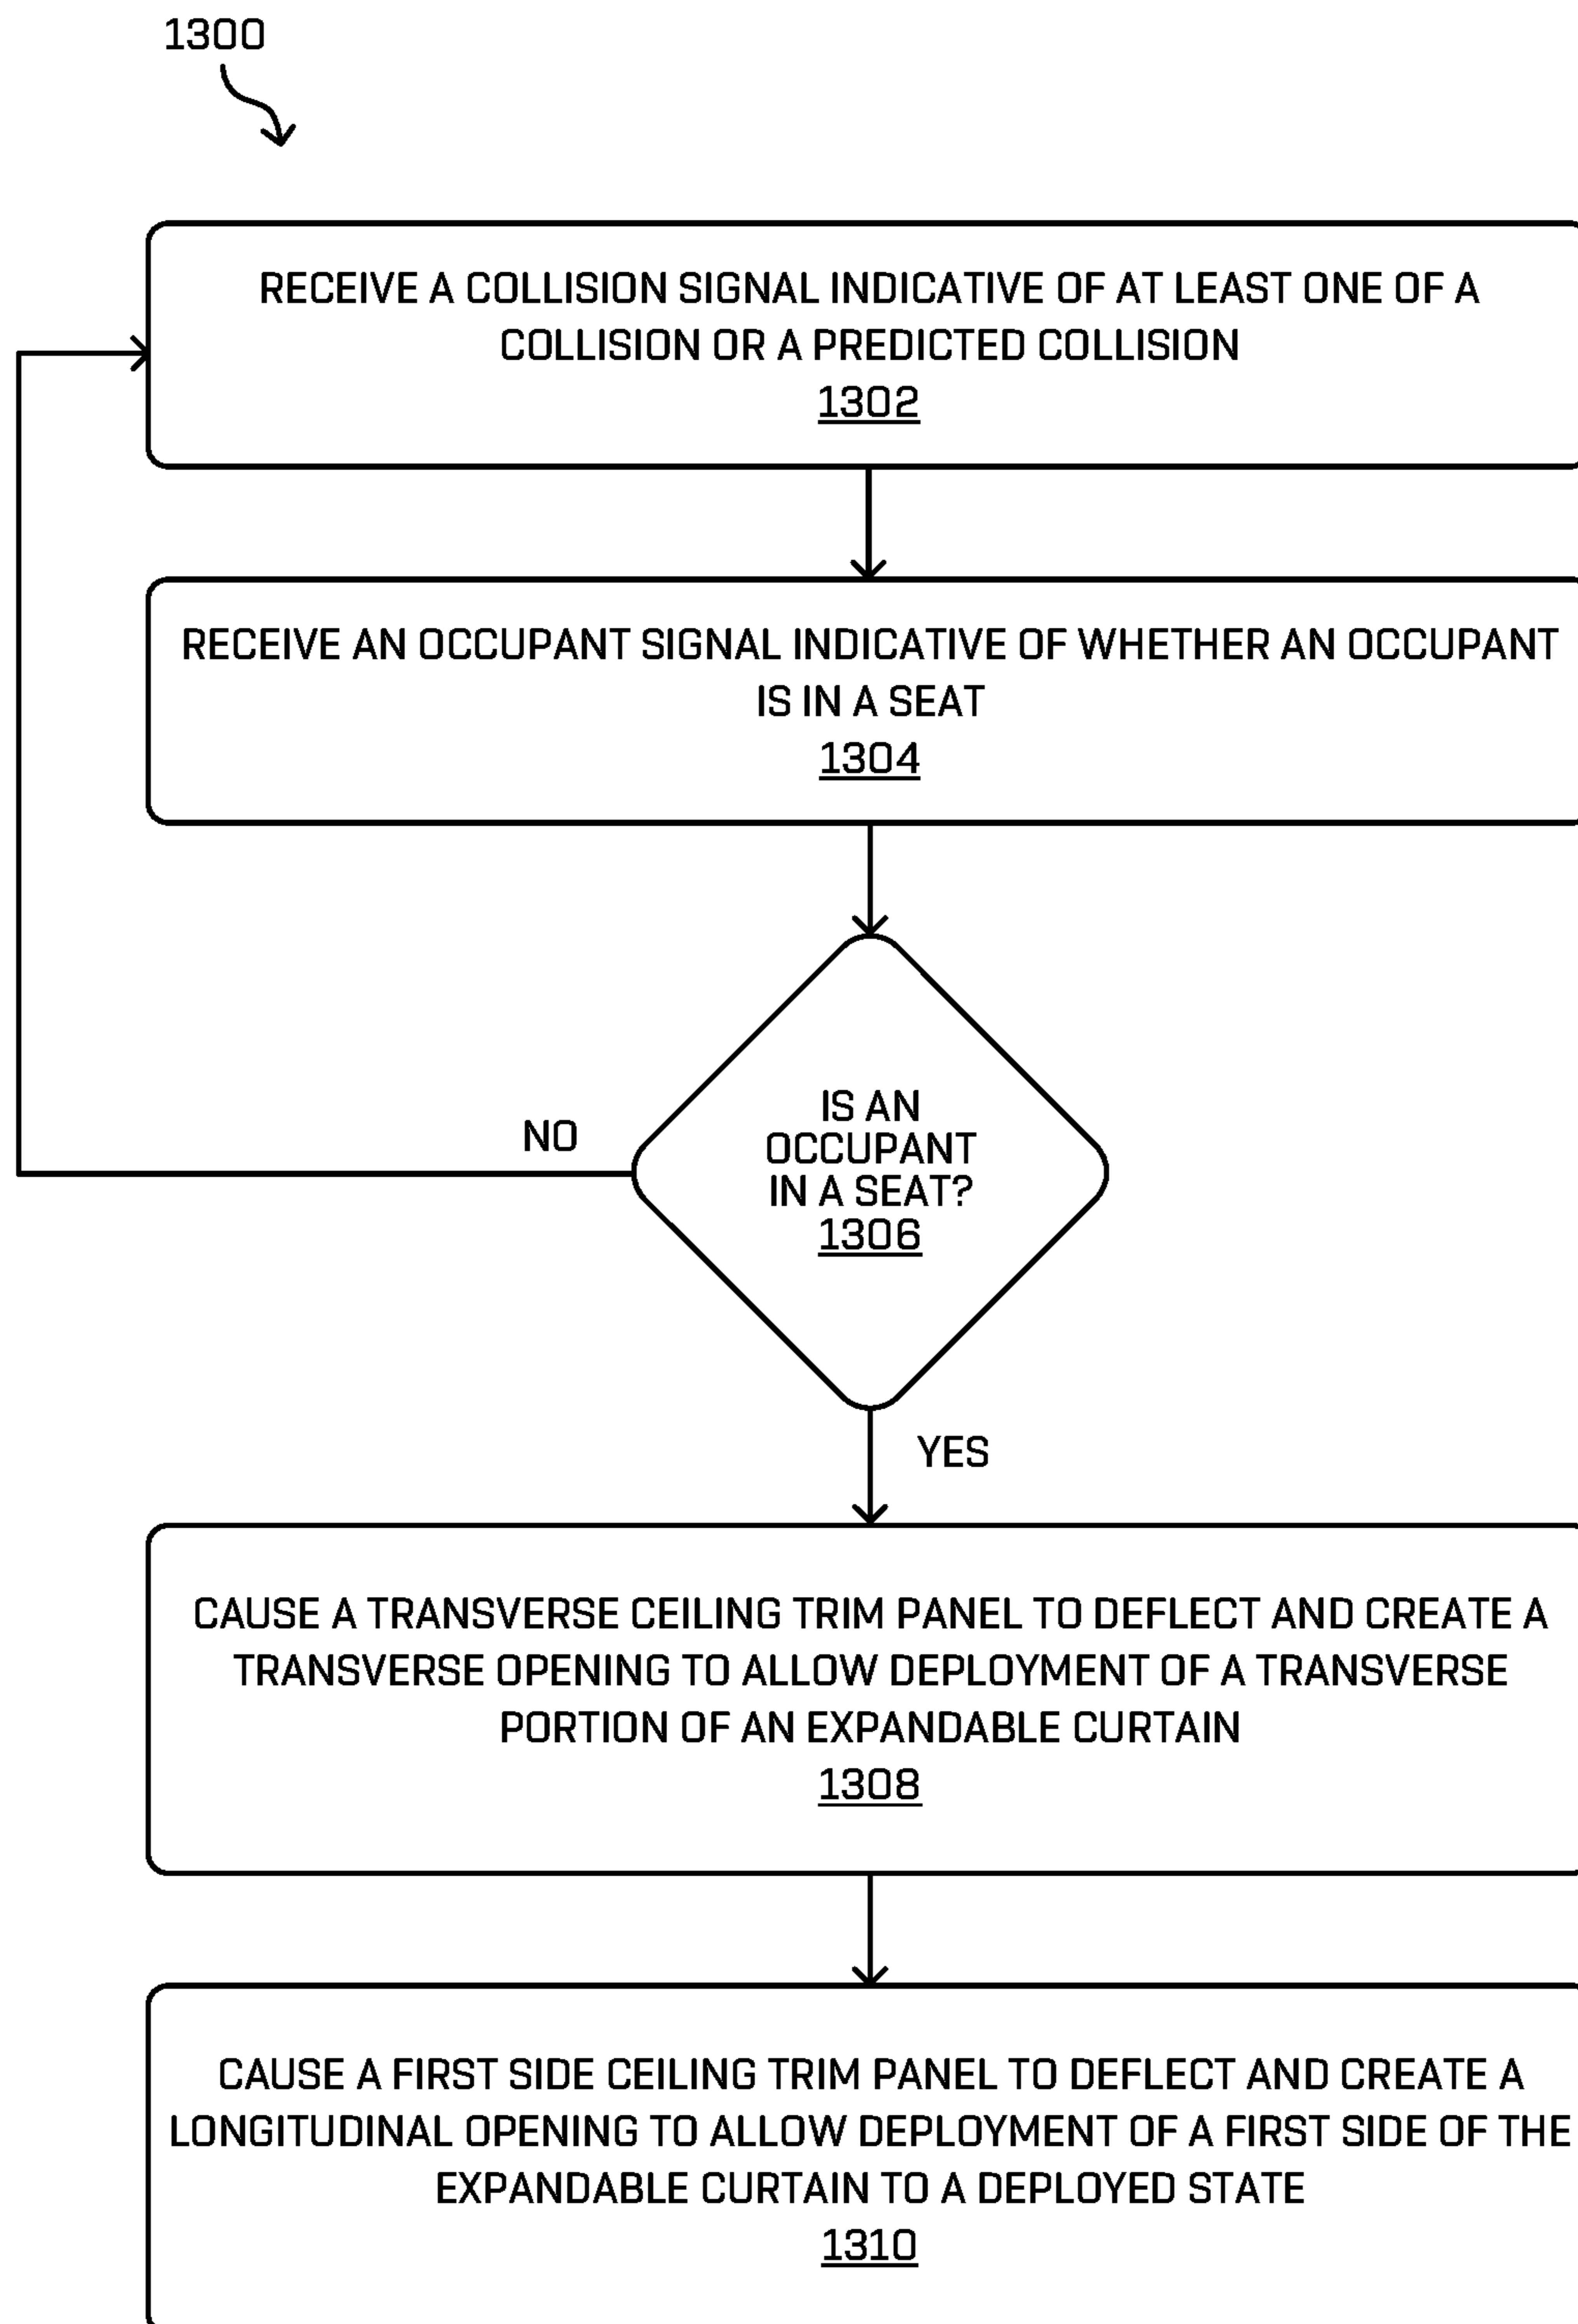 1300
RECEIVE A COLLISION SIGNAL INDICATIVE OF AT LEAST ONE OF A
COLLISION OR A PREDICTED COLLISION
1302
RECEIVE AN OCCUPANT SIGNAL INDICATIVE OF WHETHER AN OCCUPANT
IS IN A SEAT
1304
IS AN
OCCUPANT
IN A SEAT?
1306
NO
YES
CAUSE A TRANSVERSE CEILING TRIM PANEL TO DEFLECT AND CREATE A
TRANSVERSE OPENING TO ALLOW DEPLOYMENT OF A TRANSVERSE
PORTION OF AN EXPANDABLE CURTAIN
1308
CAUSE A FIRST SIDE CEILING TRIM PANEL TO DEFLECT AND CREATE A
LONGITUDINAL OPENING TO ALLOW DEPLOYMENT OF A FIRST SIDE OF THE
EXPANDABLE CURTAIN TO A DEPLOYED STATE
1310